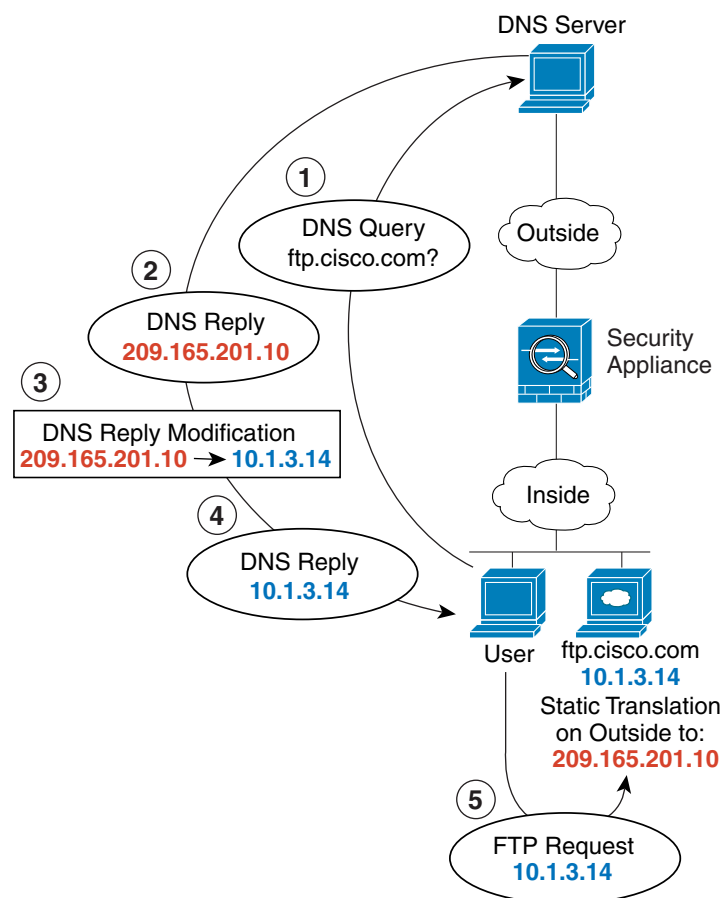 DNS Server
1
DNS Query
ftp.cisco.com?
Outside
2
DNS Reply
209.165.201.10
Security
Appliance
3
DNS Reply Modification
209.165.201.10 → 10.1.3.14
Inside
4
DNS Reply
10.1.3.14
User
ftp.cisco.com
10.1.3.14
Static Translation
on Outside to:
209.165.201.10
5
FTP Request
10.1.3.14